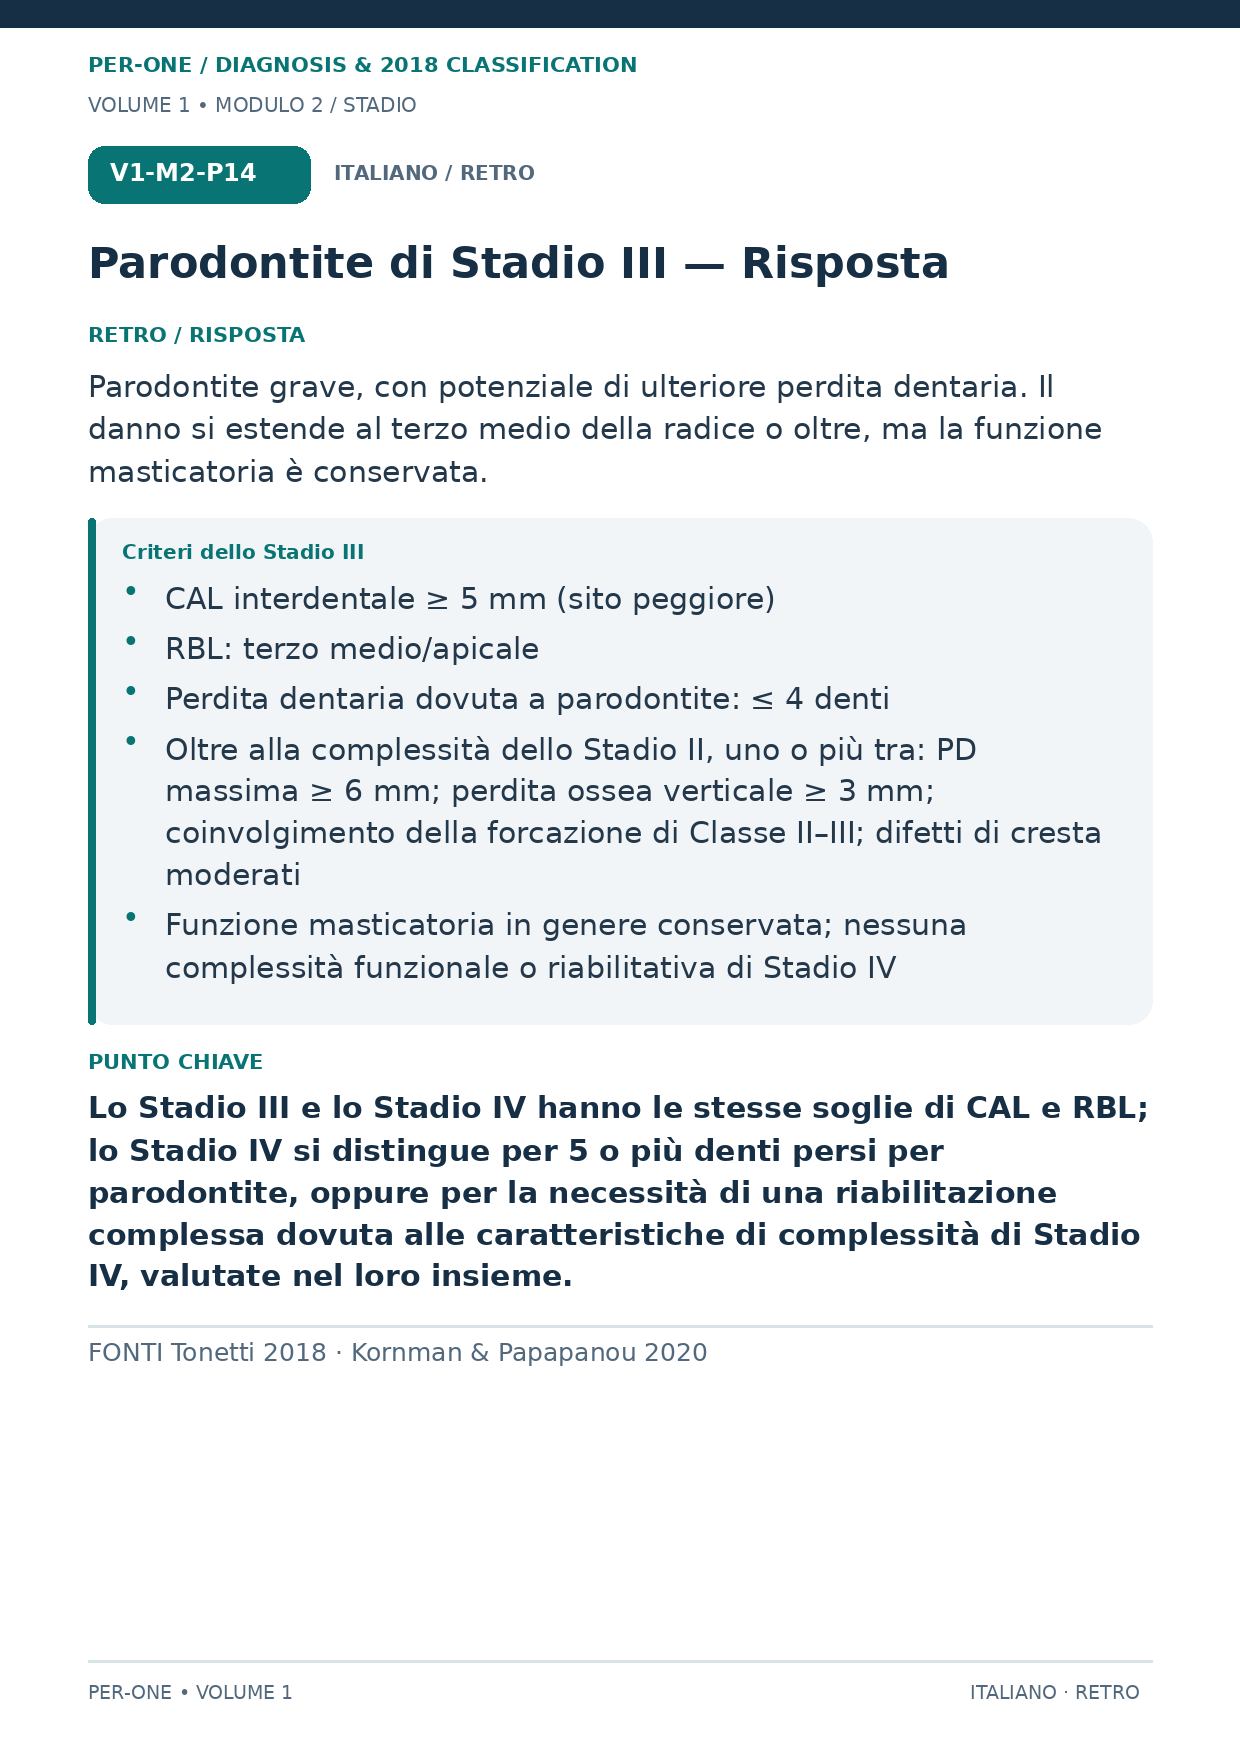 PER-ONE / DIAGNOSIS & 2018 CLASSIFICATION
VOLUME 1 • MODULO 2 / STADIO
V1-M2-P14
ITALIANO / RETRO
Parodontite di Stadio III — Risposta
RETRO / RISPOSTA
Parodontite grave, con potenziale di ulteriore perdita dentaria. Il
danno si estende al terzo medio della radice o oltre, ma la funzione
masticatoria è conservata.
Criteri dello Stadio III
• CAL interdentale ≥ 5 mm (sito peggiore)
• RBL: terzo medio/apicale
• Perdita dentaria dovuta a parodontite: ≤ 4 denti
• Oltre alla complessità dello Stadio II, uno o più tra: PD
massima ≥ 6 mm; perdita ossea verticale ≥ 3 mm;
coinvolgimento della forcazione di Classe II–III; difetti di cresta
moderati
• Funzione masticatoria in genere conservata; nessuna
complessità funzionale o riabilitativa di Stadio IV
PUNTO CHIAVE
Lo Stadio III e lo Stadio IV hanno le stesse soglie di CAL e RBL;
lo Stadio IV si distingue per 5 o più denti persi per
parodontite, oppure per la necessità di una riabilitazione
complessa dovuta alle caratteristiche di complessità di Stadio
IV, valutate nel loro insieme.
FONTI Tonetti 2018 · Kornman & Papapanou 2020
PER-ONE • VOLUME 1
ITALIANO · RETRO